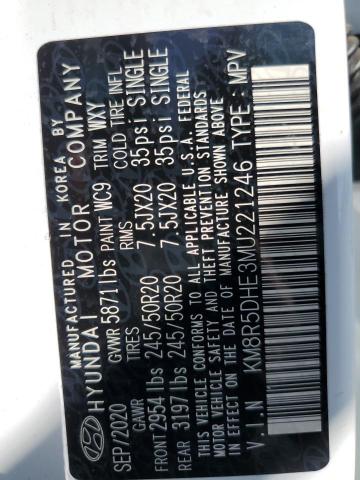 MANUFACTURED IN KOREA BY
HYUNDAI MOTOR COMPANY
SEP/2020 GVWR 5871lbs PAINT WC9 TRIM WXY
GAWR TIRES RIMS COLD TIRE INFL
FRONT 2954 lbs 245/50R20 7.5JX20 35psi SINGLE
REAR 3197 lbs 245/50R20 7.5JX20 35psi SINGLE
THIS VEHICLE CONFORMS TO ALL APPLICABLE U.S.A. FEDERAL
MOTOR VEHICLE SAFETY AND THEFT PREVENTION STANDARDS
IN EFFECT ON THE DATE OF MANUFACTURE SHOWN ABOVE.
V.I.N KM8R5DHE3MU221246 TYPE: MPV